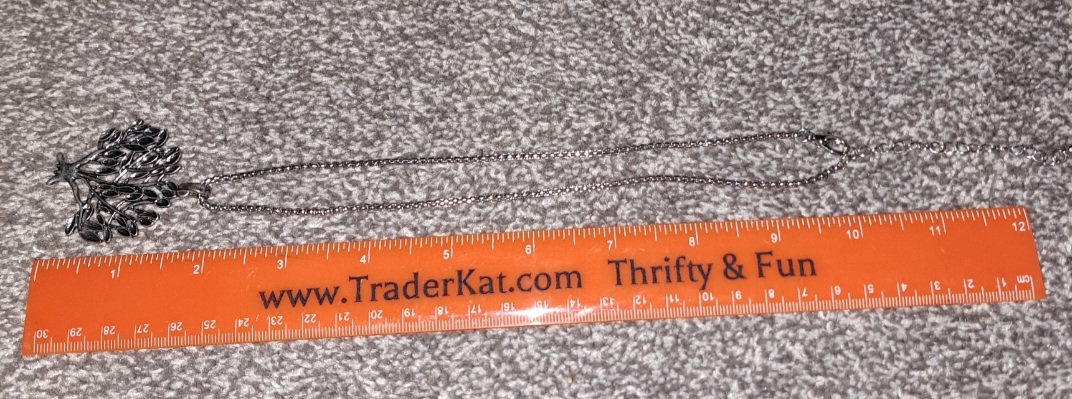 1 2 3 4 5 6 7 8 9 10 11 12
www.TraderKat.com Thrifty & Fun
30 29 28 27 26 25 24 23 22 21 20 19 18 17 16 15 14 13 12 11 10 9 8 7 6 5 4 3 2 1 cm